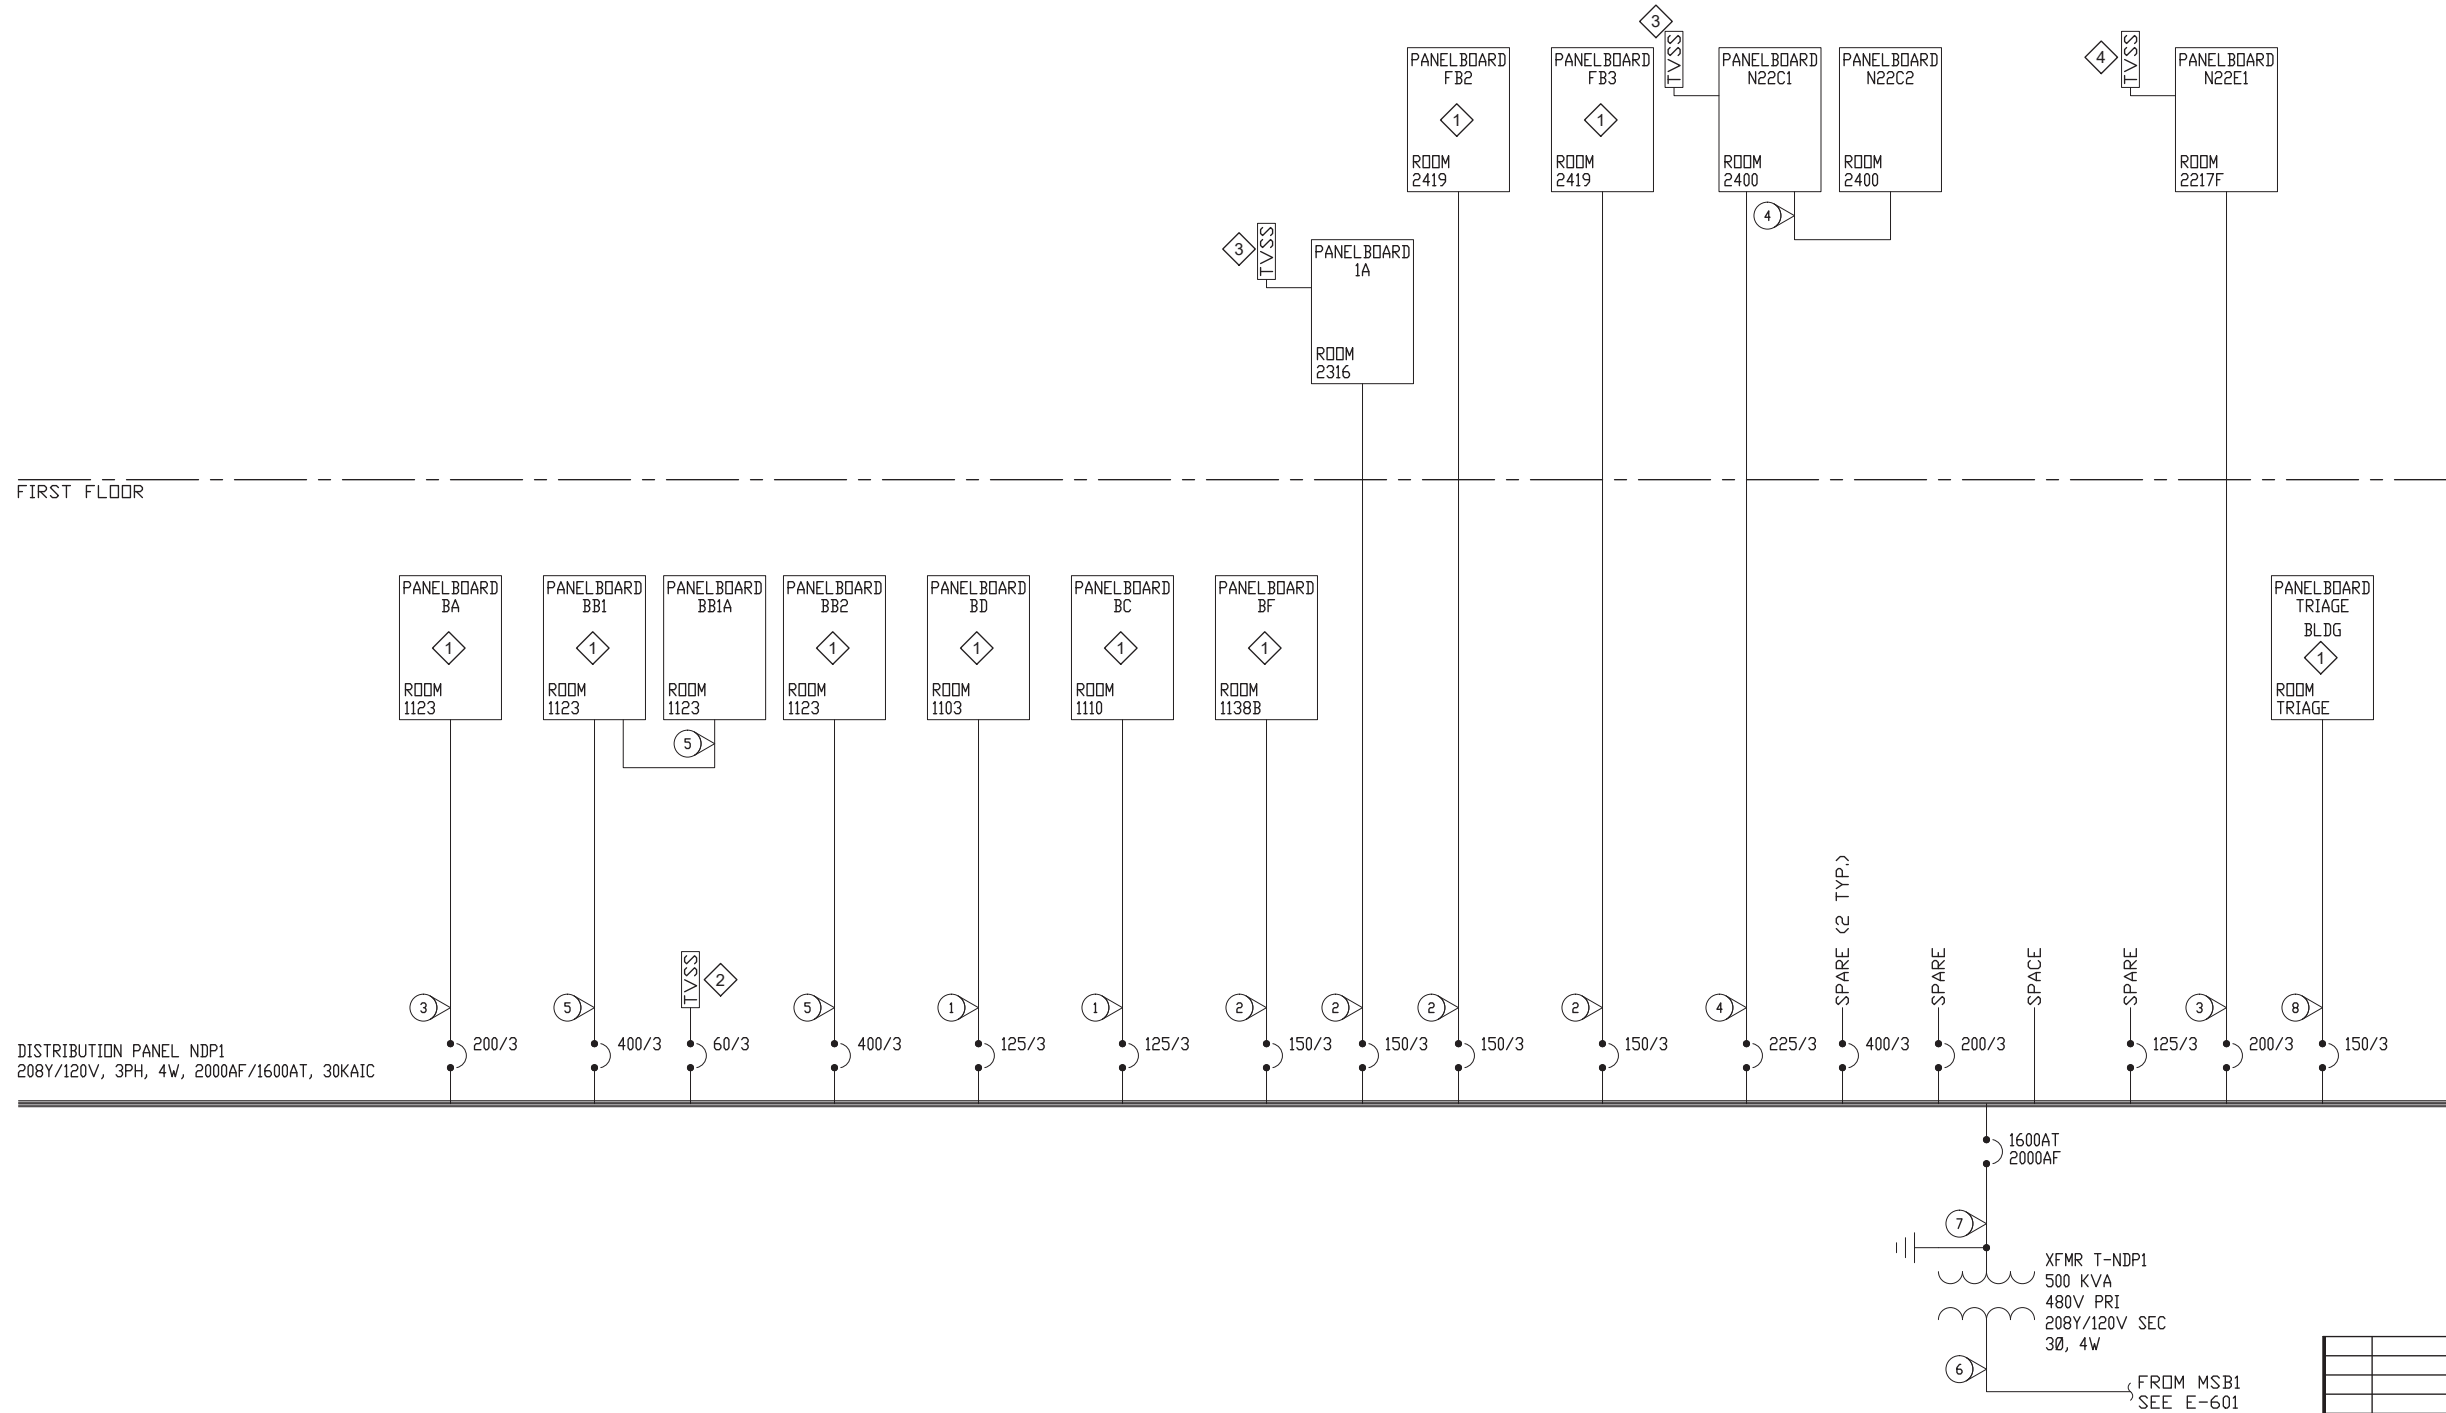 3
TVSS
4
TVSS
PANELBOARD
FB2
1
ROOM
2419
PANELBOARD
FB3
1
ROOM
2419
PANELBOARD
N22C1
ROOM
2400
PANELBOARD
N22C2
ROOM
2400
4
PANELBOARD
N22E1
ROOM
2217F
3
TVSS
PANELBOARD
1A
ROOM
2316
FIRST FLOOR
PANELBOARD
BA
1
ROOM
1123
PANELBOARD
BB1
1
ROOM
1123
PANELBOARD
BB1A
ROOM
1123
5
PANELBOARD
BB2
1
ROOM
1123
PANELBOARD
BD
1
ROOM
1103
PANELBOARD
BC
1
ROOM
1110
PANELBOARD
BF
1
ROOM
1138B
PANELBOARD
TRIAGE
BLDG
1
ROOM
TRIAGE
3
200/3
5
400/3
TVSS
2
60/3
5
400/3
1
125/3
1
125/3
2
150/3
2
150/3
2
150/3
2
150/3
4
225/3
SPARE (2 TYP.)
400/3
SPARE
200/3
SPACE
SPARE
125/3
3
200/3
8
150/3
DISTRIBUTION PANEL NDP1
208Y/120V, 3PH, 4W, 2000AF/1600AT, 30KAIC
1600AT
2000AF
7
XFMR T-NDP1
500 KVA
480V PRI
208Y/120V SEC
3Ø, 4W
6
FROM MSB1
SEE E-601